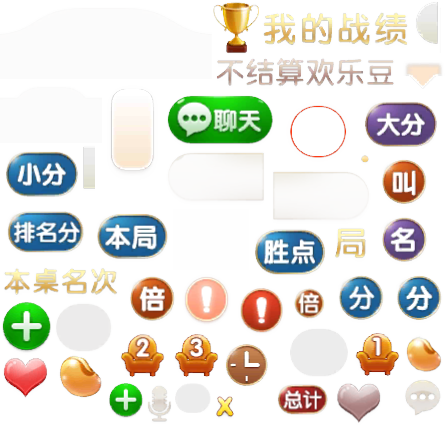 我的战绩
不结算欢乐豆
聊天
大分
小分
叫
排名分
本局
胜点
局
名
本桌名次
倍
!
!
倍
分
分
2
3
1
总计
x